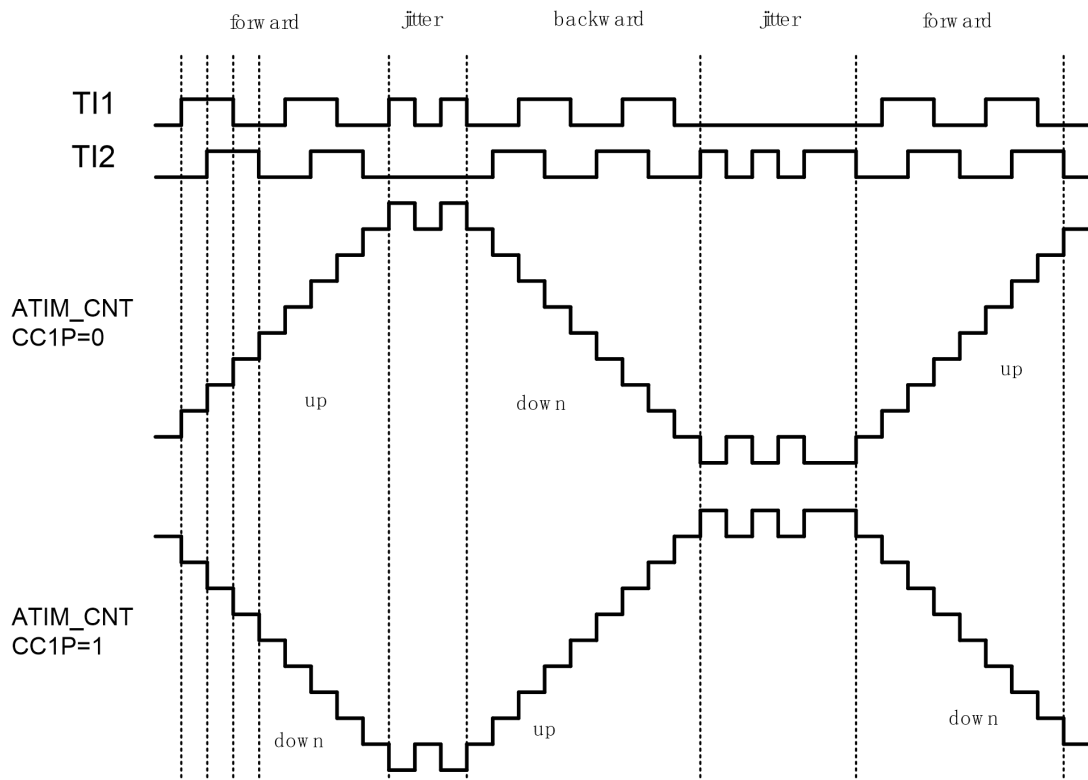 forward jitter backward jitter forward
TI1
TI2
ATIM_CNT
CC1P=0
up
down
up
ATIM_CNT
CC1P=1
down
up
down